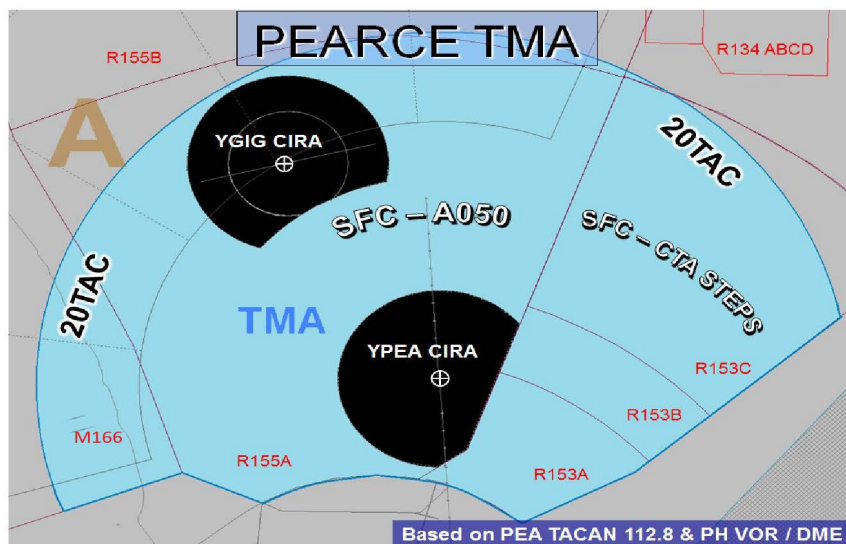 PEARCE TMA
R155B
R134 ABCD
A
YGIG CIRA
20TAC
SFC – A050
SFC – CTA STEPS
20TAC
TMA
YPEA CIRA
R153C
R153B
M166
R155A
R153A
Based on PEA TACAN 112.8 & PH VOR / DME